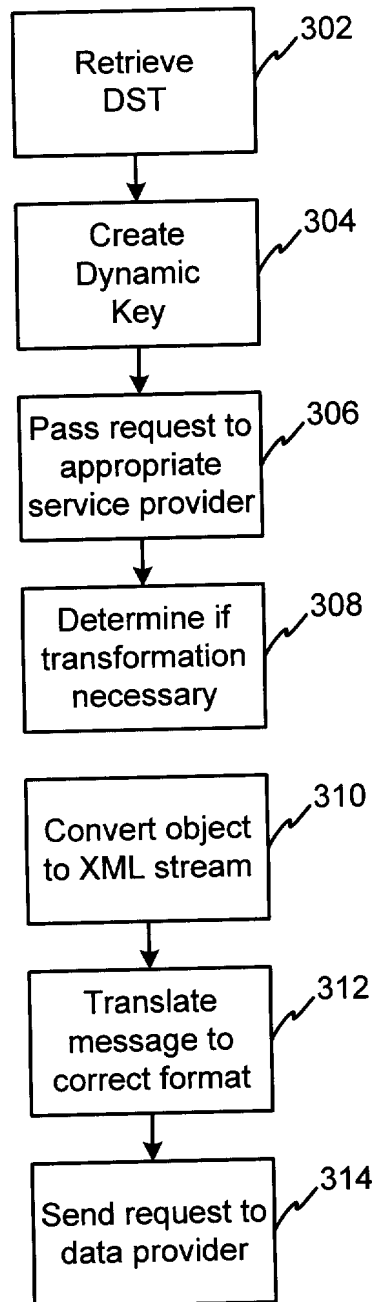 302
Retrieve
DST
304
Create
Dynamic
Key
306
Pass request to
appropriate
service provider
308
Determine if
transformation
necessary
310
Convert object
to XML stream
312
Translate
message to
correct format
314
Send request to
data provider